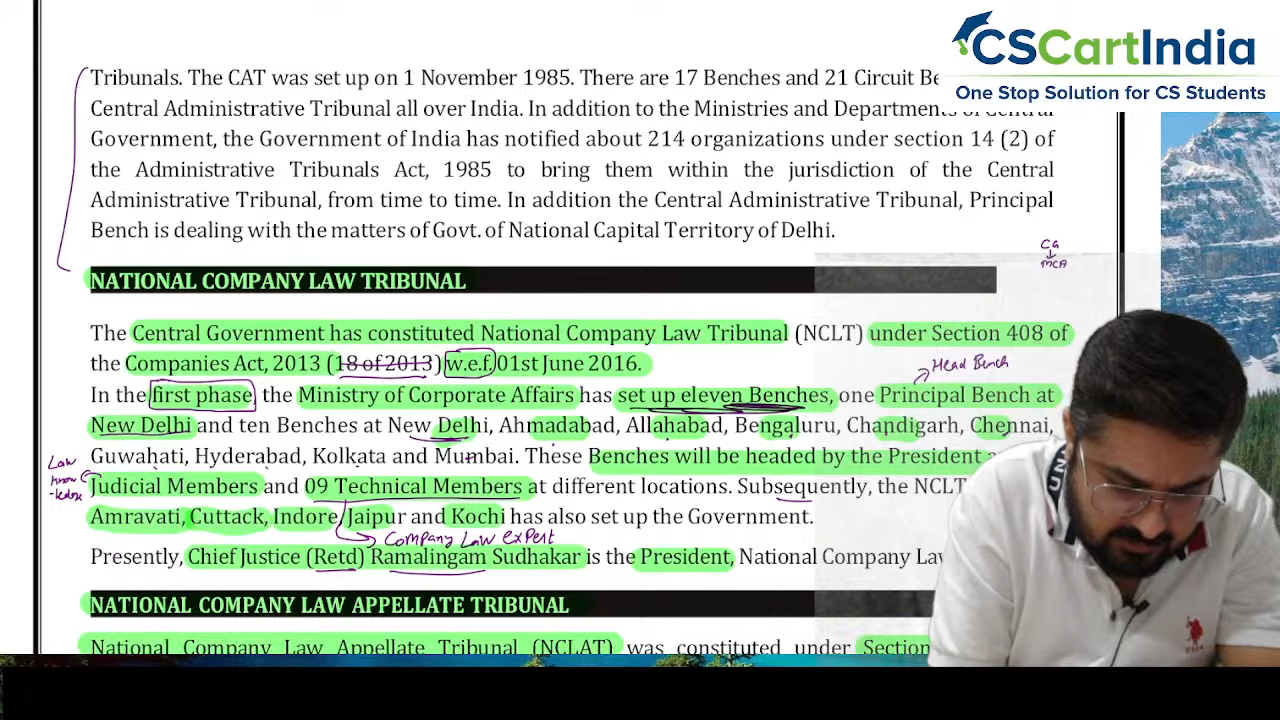 CSCartIndia
One Stop Solution for CS Students
Tribunals. The CAT was set up on 1 November 1985. There are 17 Benches and 21 Circuit Be
Central Administrative Tribunal all over India. In addition to the Ministries and Departments of Central
Government, the Government of India has notified about 214 organizations under section 14 (2) of
the Administrative Tribunals Act, 1985 to bring them within the jurisdiction of the Central
Administrative Tribunal, from time to time. In addition the Central Administrative Tribunal, Principal
Bench is dealing with the matters of Govt. of National Capital Territory of Delhi.
CG
MCA
NATIONAL COMPANY LAW TRIBUNAL
The Central Government has constituted National Company Law Tribunal (NCLT) under Section 408 of
the Companies Act, 2013 (18 of 2013) w.e.f. 01st June 2016.
Head Bench
In the first phase, the Ministry of Corporate Affairs has set up eleven Benches, one Principal Bench at
New Delhi and ten Benches at New Delhi, Ahmadabad, Allahabad, Bengaluru, Chandigarh, Chennai,
Guwahati, Hyderabad, Kolkata and Mumbai. These Benches will be headed by the President
Law
Know
-ledge
Judicial Members and 09 Technical Members at different locations. Subsequently, the NCLT
Amravati, Cuttack, Indore, Jaipur and Kochi has also set up the Government.
Company Law Expert
Presently, Chief Justice (Retd) Ramalingam Sudhakar is the President, National Company La
NATIONAL COMPANY LAW APPELLATE TRIBUNAL
National Company Law Appellate Tribunal (NCLAT) was constituted under Section